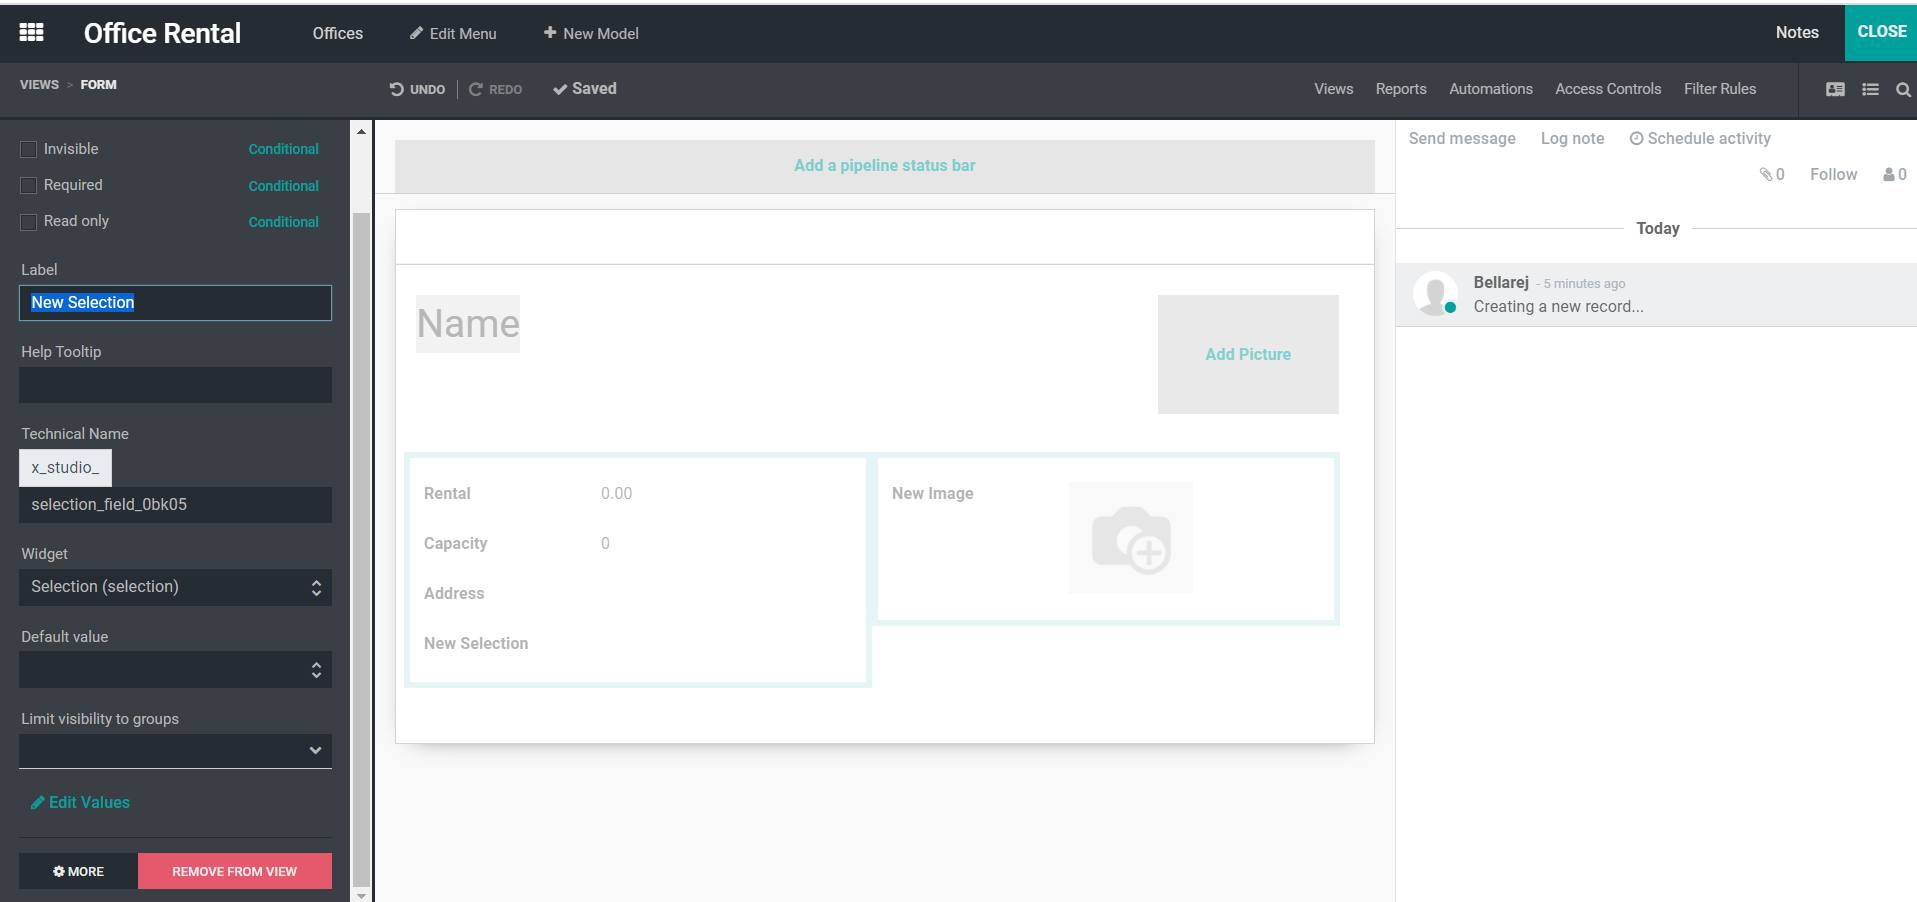 Office Rental
Offices
Edit Menu
New Model
Notes
CLOSE
VIEWS > FORM
UNDO
REDO
Saved
Views
Reports
Automations
Access Controls
Filter Rules
Invisible
Conditional
Required
Conditional
Read only
Conditional
Label
New Selection
Help Tooltip
Technical Name
x_studio_
selection_field_0bk05
Widget
Selection (selection)
Default value
Limit visibility to groups
Edit Values
MORE
REMOVE FROM VIEW
Add a pipeline status bar
Name
Add Picture
Rental 0.00
Capacity 0
Address
New Selection
New Image
Send message
Log note
Schedule activity
0
Follow
0
Today
Bellarej - 5 minutes ago
Creating a new record...